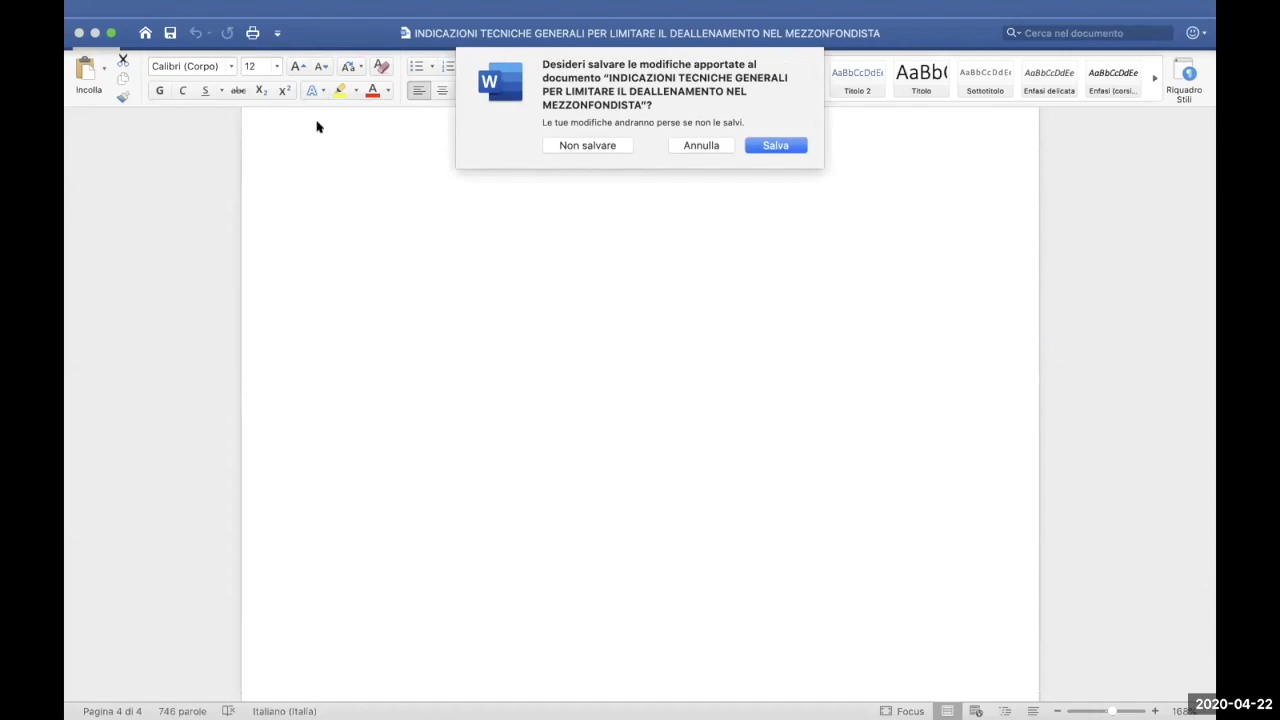 INDICAZIONI TECNICHE GENERALI PER LIMITARE IL DEALLENAMENTO NEL MEZZONFONDISTA
Cerca nel documento
Incolla
Calibri (Corpo)
12
G C S abc X₂ X²
Desideri salvare le modifiche apportate al
documento “INDICAZIONI TECNICHE GENERALI
PER LIMITARE IL DEALLENAMENTO NEL
MEZZONFONDISTA”?
Le tue modifiche andranno perse se non le salvi.
Non salvare
Annulla
Salva
AaBbCcDdEe
Titolo 2
AaBb(
Titolo
AaBbCcDdEe
Sottotitolo
AaBbCcDdEe
Enfasi delicata
AaBbCcDdEe
Enfasi (corsi...
Riquadro
Stili
Pagina 4 di 4
746 parole
Italiano (Italia)
Focus
2020-04-22